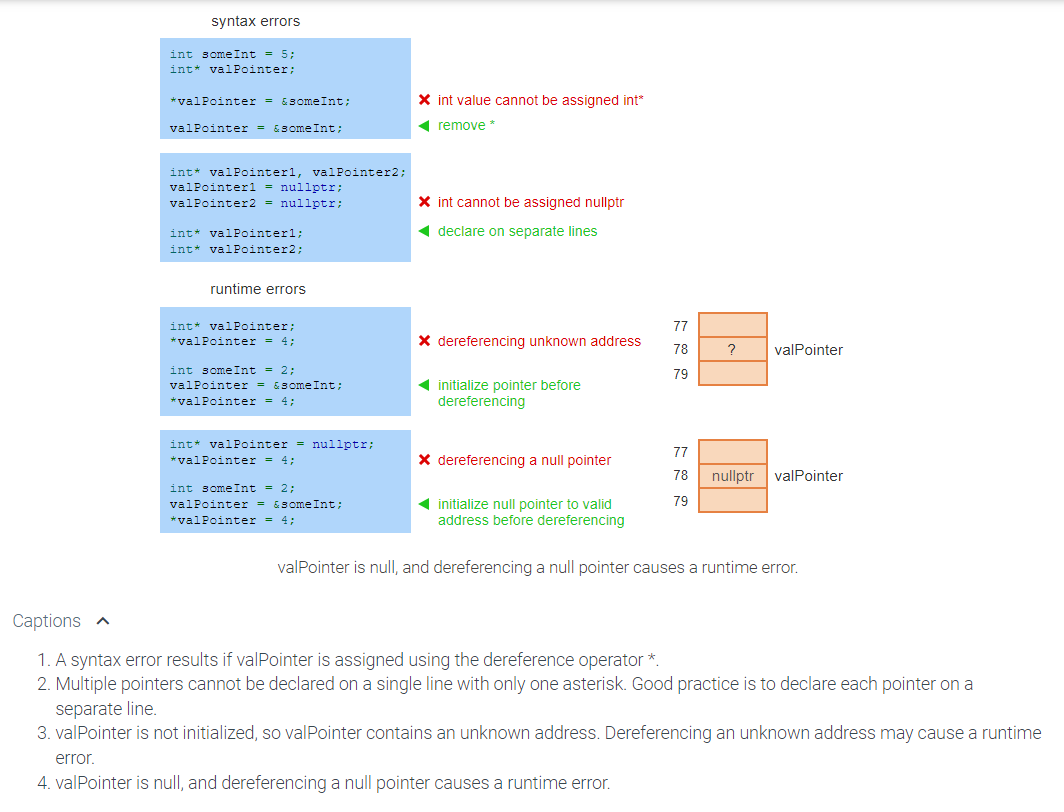 syntax errors
int someInt = 5;
int* valPointer;
*valPointer = &someInt;
int value cannot be assigned int*
valPointer = &someInt;
remove *
int* valPointer1, valPointer2;
valPointer1 = nullptr;
valPointer2 = nullptr;
int cannot be assigned nullptr
int* valPointer1;
int* valPointer2;
declare on separate lines
runtime errors
int* valPointer;
*valPointer = 4;
dereferencing unknown address
int someInt = 2;
valPointer = &someInt;
*valPointer = 4;
initialize pointer before
dereferencing
77
78 ? valPointer
79
int* valPointer = nullptr;
*valPointer = 4;
dereferencing a null pointer
int someInt = 2;
valPointer = &someInt;
*valPointer = 4;
initialize null pointer to valid
address before dereferencing
77
78 nullptr valPointer
79
valPointer is null, and dereferencing a null pointer causes a runtime error.
Captions
1. A syntax error results if valPointer is assigned using the dereference operator *.
2. Multiple pointers cannot be declared on a single line with only one asterisk. Good practice is to declare each pointer on a
separate line.
3. valPointer is not initialized, so valPointer contains an unknown address. Dereferencing an unknown address may cause a runtime
error.
4. valPointer is null, and dereferencing a null pointer causes a runtime error.